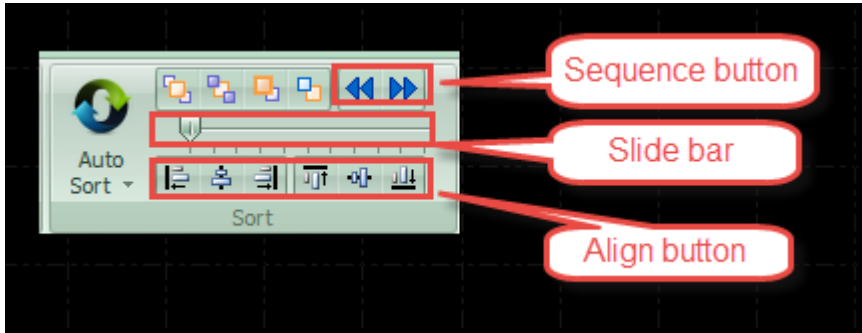 Sequence button
Slide bar
Auto
Sort
Sort
Align button